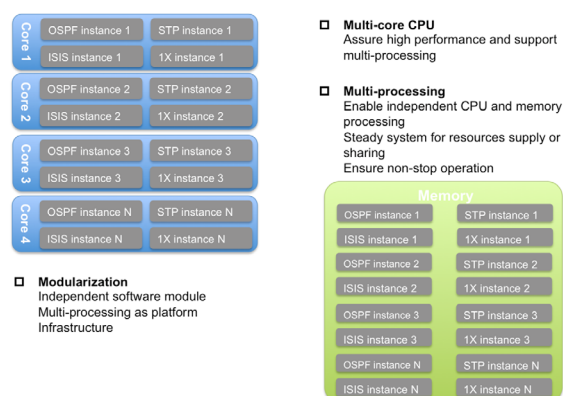 Core 1
OSPF instance 1
STP instance 1
ISIS instance 1
1X instance 1
Core 2
OSPF instance 2
STP instance 2
ISIS instance 2
1X instance 2
Core 3
OSPF instance 3
STP instance 3
ISIS instance 3
1X instance 3
Core 4
OSPF instance N
STP instance N
ISIS instance N
1X instance N
Modularization
Independent software module
Multi-processing as platform
Infrastructure
Multi-core CPU
Assure high performance and support
multi-processing
Multi-processing
Enable independent CPU and memory
processing
Steady system for resources supply or
sharing
Ensure non-stop operation
Memory
OSPF instance 1
STP instance 1
ISIS instance 1
1X instance 1
OSPF instance 2
STP instance 2
ISIS instance 2
1X instance 2
OSPF instance 3
STP instance 3
ISIS instance 3
1X instance 3
OSPF instance N
STP instance N
ISIS instance N
1X instance N